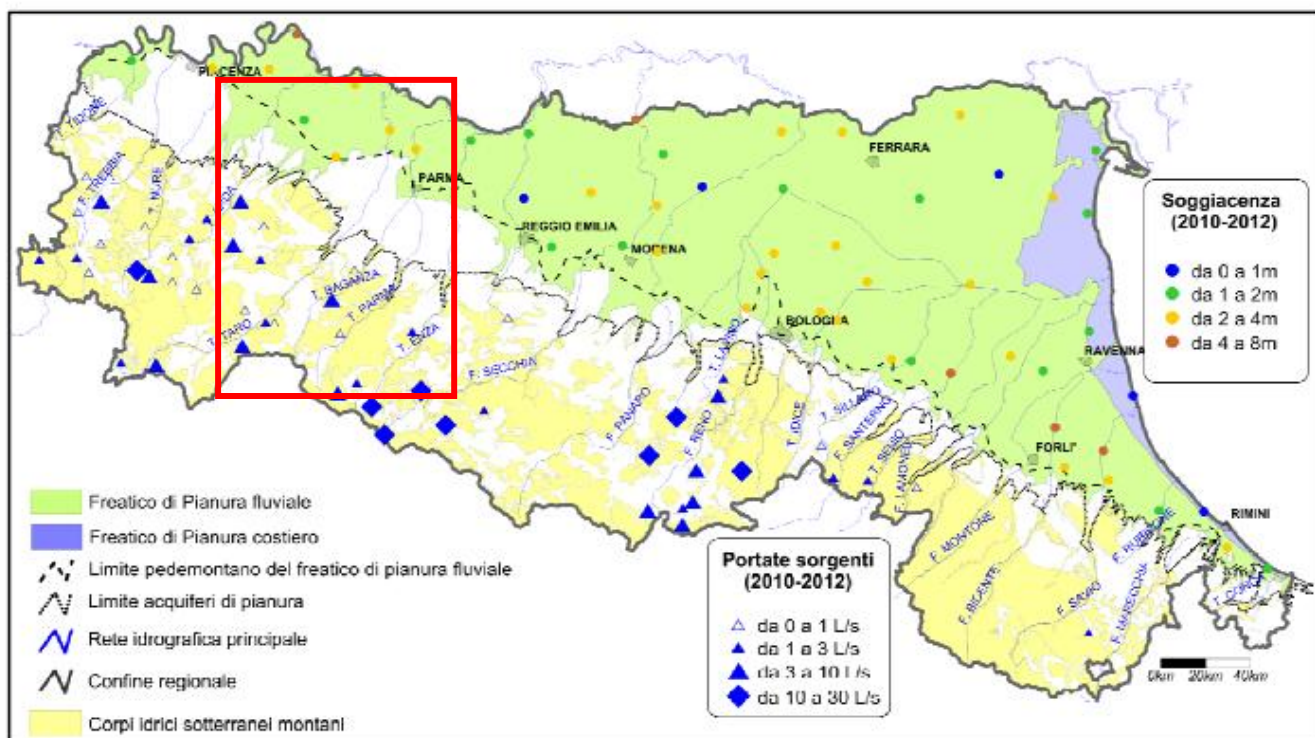 PIACENZA
T. TIDONE
F. TREBBIA
T. NURE
PARMA
FERRARA
REGGIO EMILIA
MODENA
BOLOGNA
RAVENNA
FORLI'
RIMINI
T. BAGANZA
T. PARMA
T. ENZA
T. TARO
F. SECCHIA
F. PANARO
F. RENO
T. LAVINO
T. IDICE
T. SILLARO
F. SANTERNO
T. SENIO
F. LAMONE
F. MONTONE
F. BIDENTE
F. SAVIO
F. RUBICONE
F. MARECCHIA
T. CONCA
Soggiacenza
(2010-2012)
da 0 a 1m
da 1 a 2m
da 2 a 4m
da 4 a 8m
Freatico di Pianura fluviale
Freatico di Pianura costiero
Limite pedemontano del freatico di pianura fluviale
Limite acquiferi di pianura
Rete idrografica principale
Confine regionale
Corpi idrici sotterranei montani
Portate sorgenti
(2010-2012)
da 0 a 1 L/s
da 1 a 3 L/s
da 3 a 10 L/s
da 10 a 30 L/s
0km 20km 40km